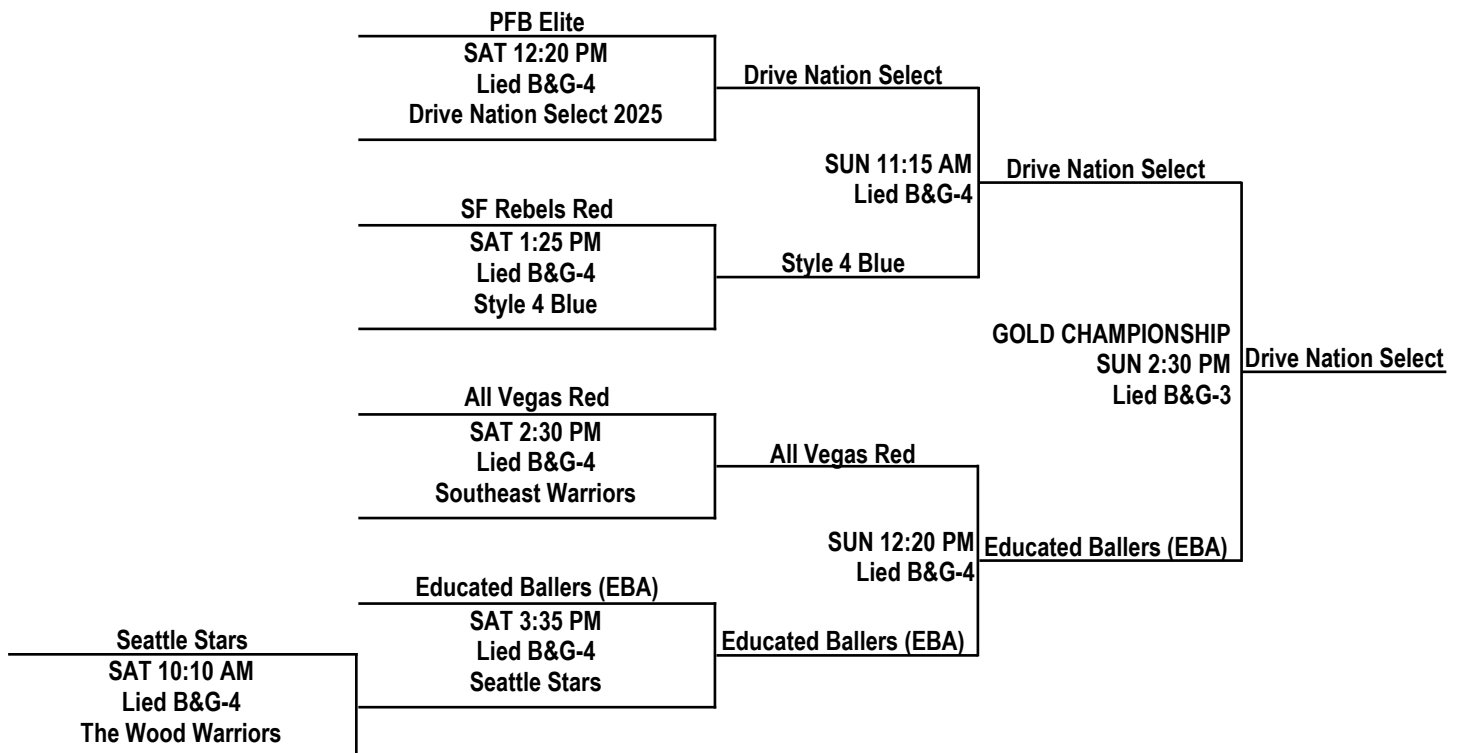 PFB Elite
SAT 12:20 PM
Lied B&G-4
Drive Nation Select 2025
Drive Nation Select
SUN 11:15 AM
Lied B&G-4
Drive Nation Select
SF Rebels Red
SAT 1:25 PM
Lied B&G-4
Style 4 Blue
Style 4 Blue
GOLD CHAMPIONSHIP
SUN 2:30 PM
Lied B&G-3
Drive Nation Select
All Vegas Red
SAT 2:30 PM
Lied B&G-4
Southeast Warriors
All Vegas Red
SUN 12:20 PM
Lied B&G-4
Educated Ballers (EBA)
Educated Ballers (EBA)
SAT 3:35 PM
Lied B&G-4
Seattle Stars
Educated Ballers (EBA)
Seattle Stars
SAT 10:10 AM
Lied B&G-4
The Wood Warriors